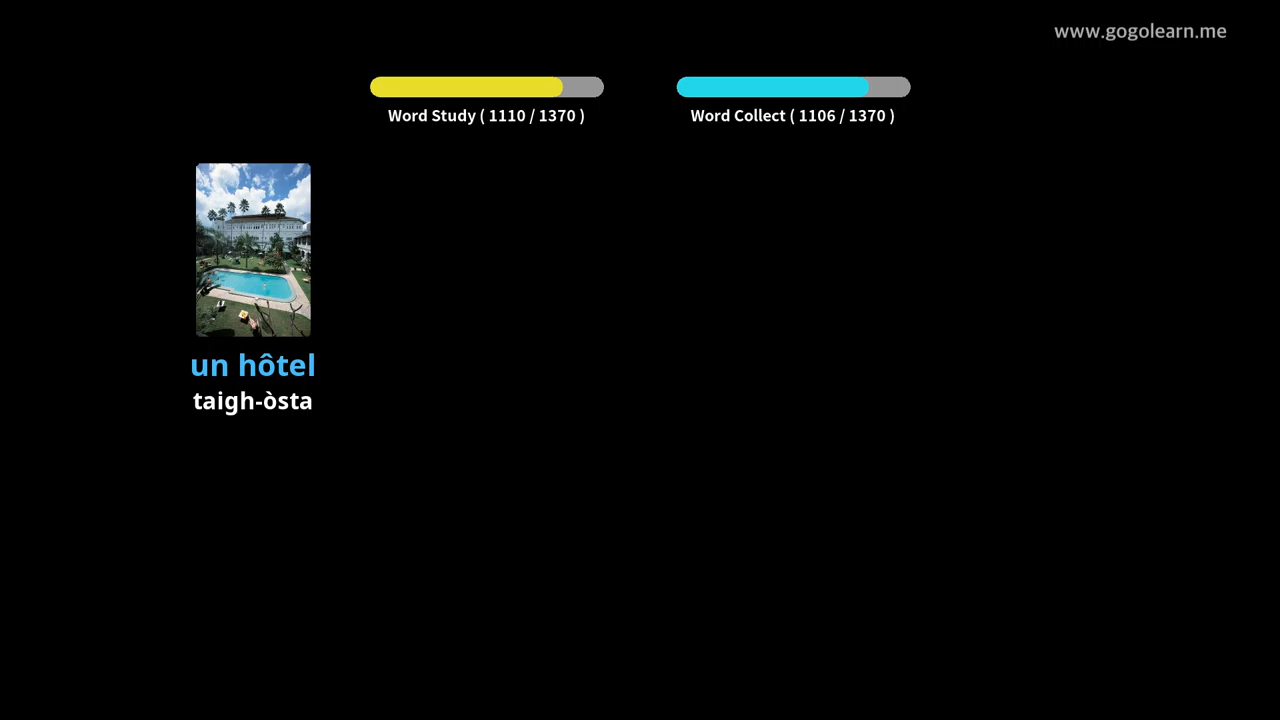 www.gogolearn.me
Word Study ( 1110 / 1370 )
Word Collect ( 1106 / 1370 )
un hôtel
taigh-òsta